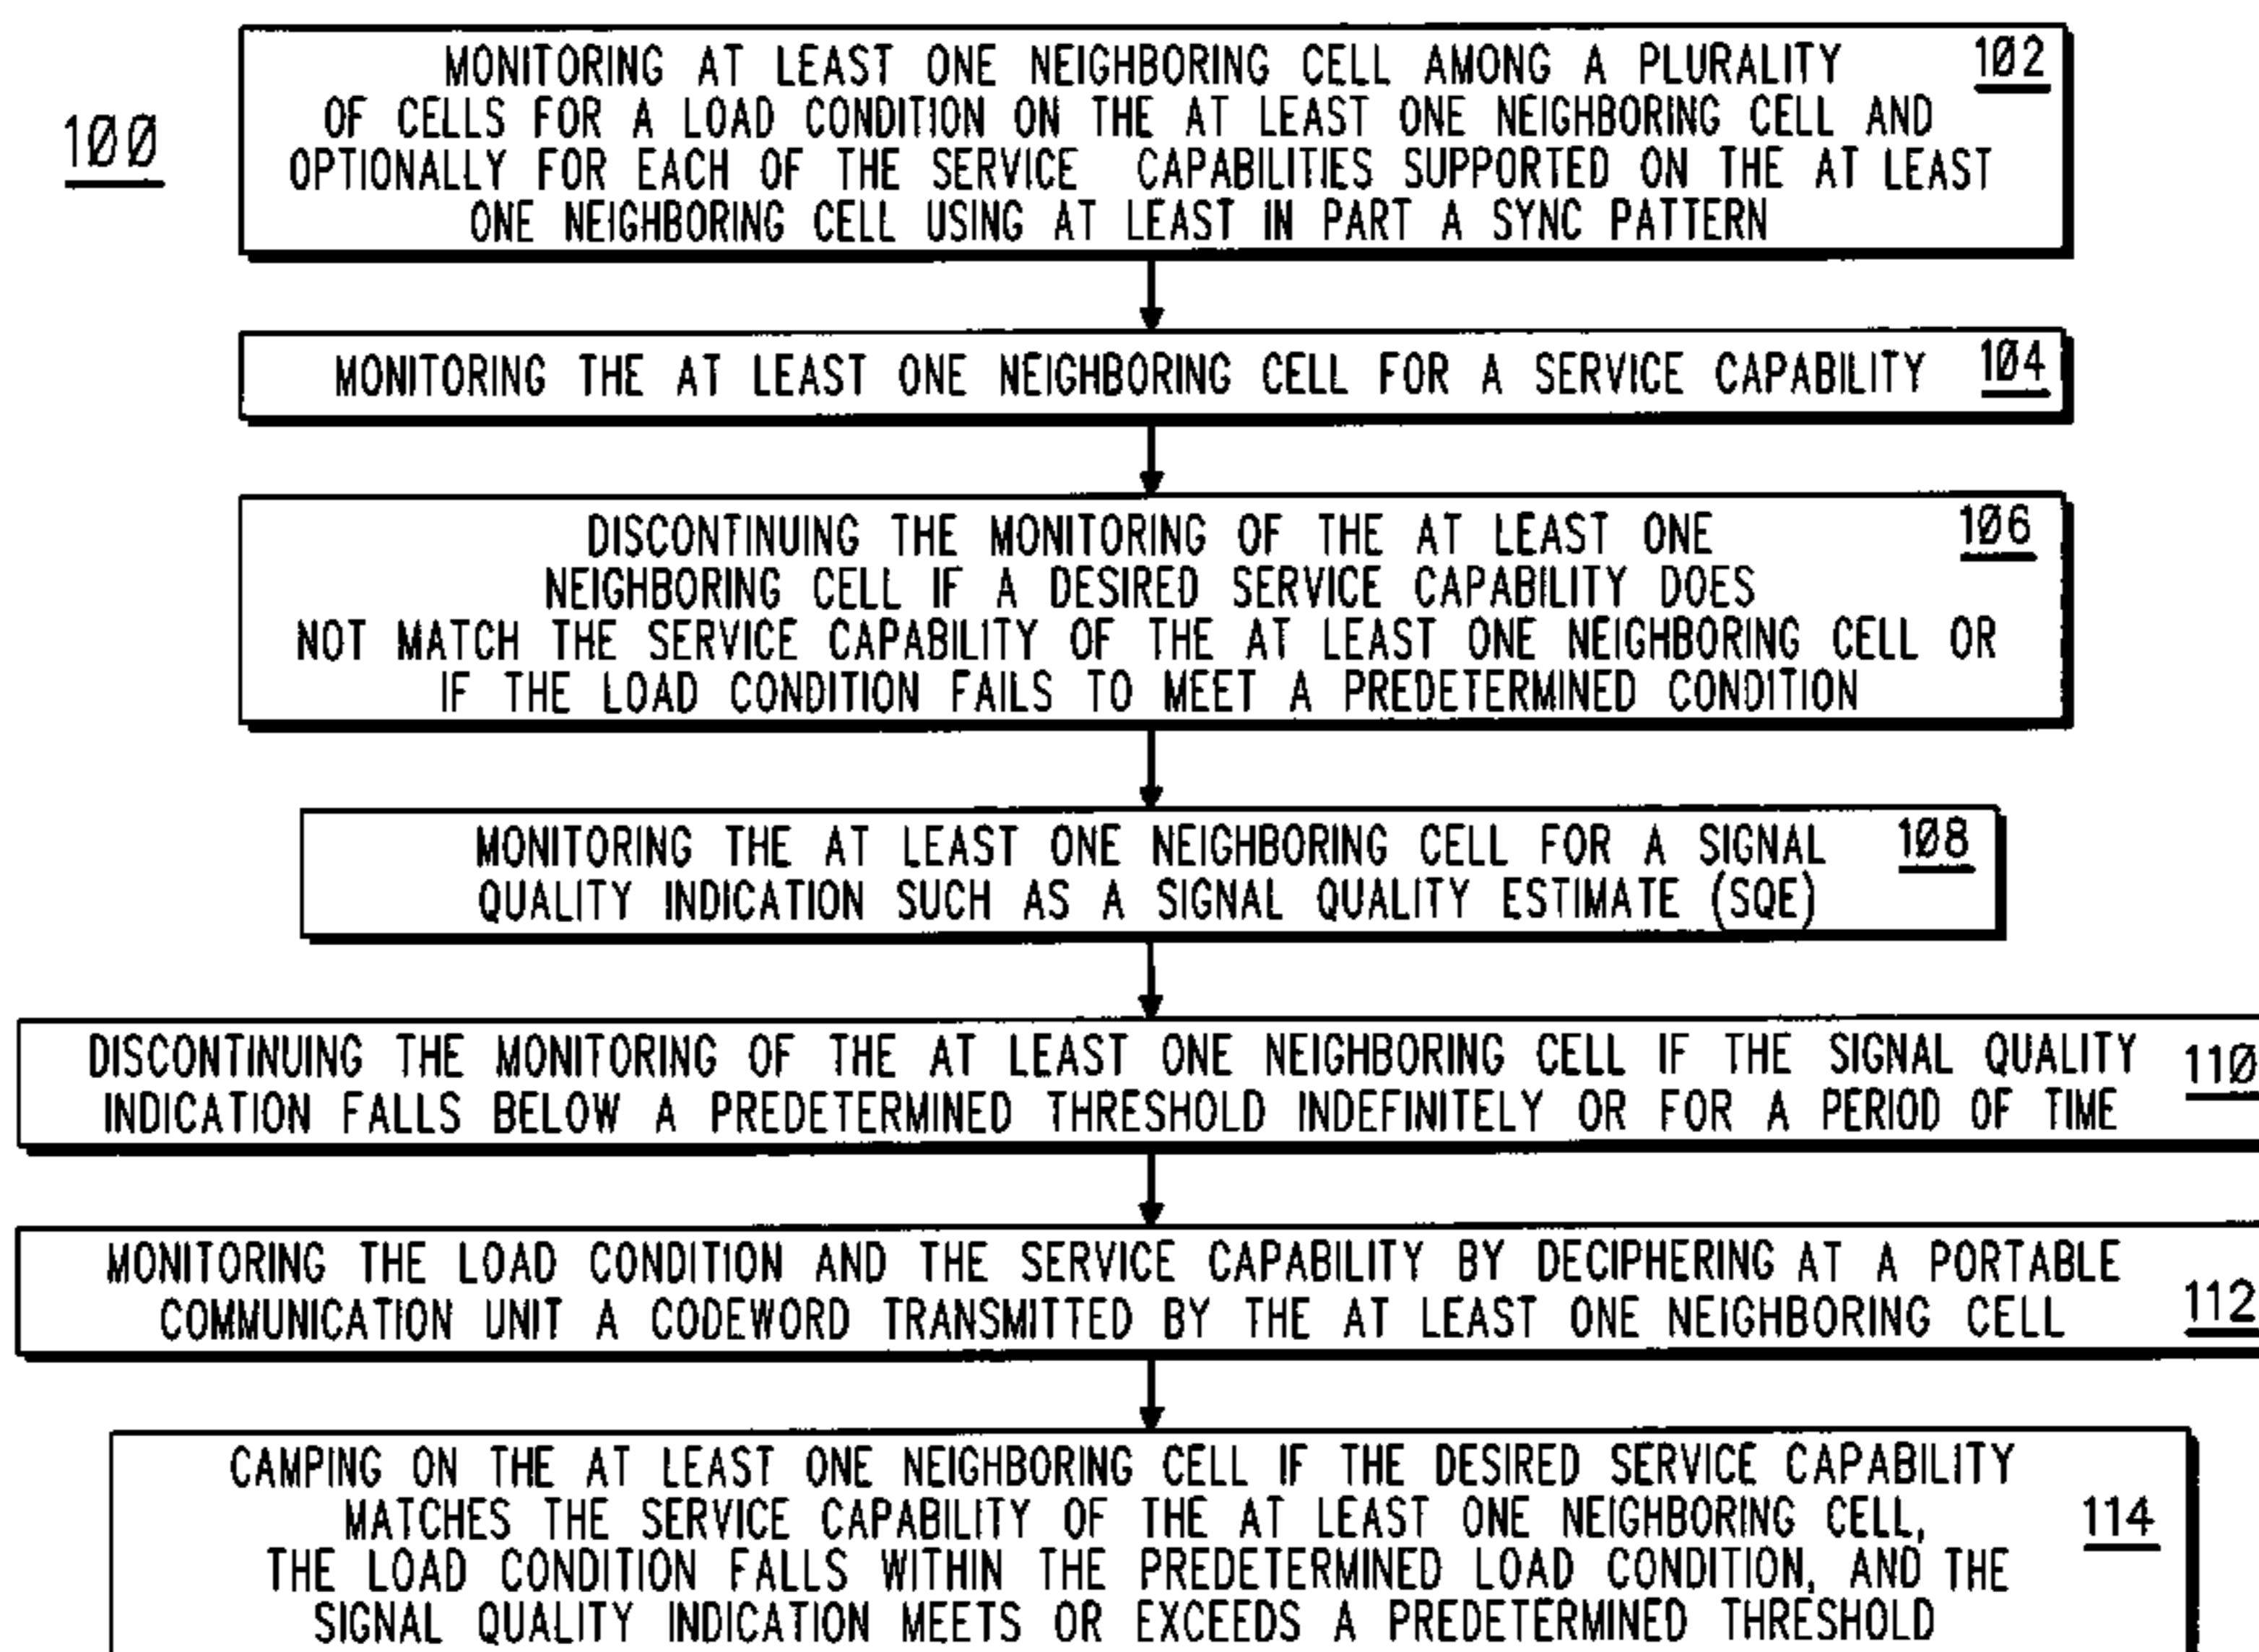 100
MONITORING AT LEAST ONE NEIGHBORING CELL AMONG A PLURALITY 102
OF CELLS FOR A LOAD CONDITION ON THE AT LEAST ONE NEIGHBORING CELL AND
OPTIONALLY FOR EACH OF THE SERVICE CAPABILITIES SUPPORTED ON THE AT LEAST
ONE NEIGHBORING CELL USING AT LEAST IN PART A SYNC PATTERN
MONITORING THE AT LEAST ONE NEIGHBORING CELL FOR A SERVICE CAPABILITY 104
DISCONTINUING THE MONITORING OF THE AT LEAST ONE 106
NEIGHBORING CELL IF A DESIRED SERVICE CAPABILITY DOES
NOT MATCH THE SERVICE CAPABILITY OF THE AT LEAST ONE NEIGHBORING CELL OR
IF THE LOAD CONDITION FAILS TO MEET A PREDETERMINED CONDITION
MONITORING THE AT LEAST ONE NEIGHBORING CELL FOR A SIGNAL 108
QUALITY INDICATION SUCH AS A SIGNAL QUALITY ESTIMATE (SQE)
DISCONTINUING THE MONITORING OF THE AT LEAST ONE NEIGHBORING CELL IF THE SIGNAL QUALITY 110
INDICATION FALLS BELOW A PREDETERMINED THRESHOLD INDEFINITELY OR FOR A PERIOD OF TIME
MONITORING THE LOAD CONDITION AND THE SERVICE CAPABILITY BY DECIPHERING AT A PORTABLE
COMMUNICATION UNIT A CODEWORD TRANSMITTED BY THE AT LEAST ONE NEIGHBORING CELL 112
CAMPING ON THE AT LEAST ONE NEIGHBORING CELL IF THE DESIRED SERVICE CAPABILITY
MATCHES THE SERVICE CAPABILITY OF THE AT LEAST ONE NEIGHBORING CELL, 114
THE LOAD CONDITION FALLS WITHIN THE PREDETERMINED LOAD CONDITION, AND THE
SIGNAL QUALITY INDICATION MEETS OR EXCEEDS A PREDETERMINED THRESHOLD